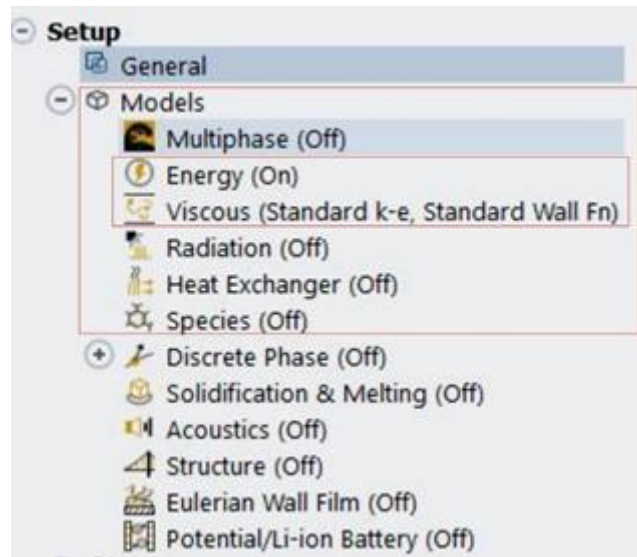 Setup
General
Models
Multiphase (Off)
Energy (On)
Viscous (Standard k-e, Standard Wall Fn)
Radiation (Off)
Heat Exchanger (Off)
Species (Off)
Discrete Phase (Off)
Solidification & Melting (Off)
Acoustics (Off)
Structure (Off)
Eulerian Wall Film (Off)
Potential/Li-ion Battery (Off)